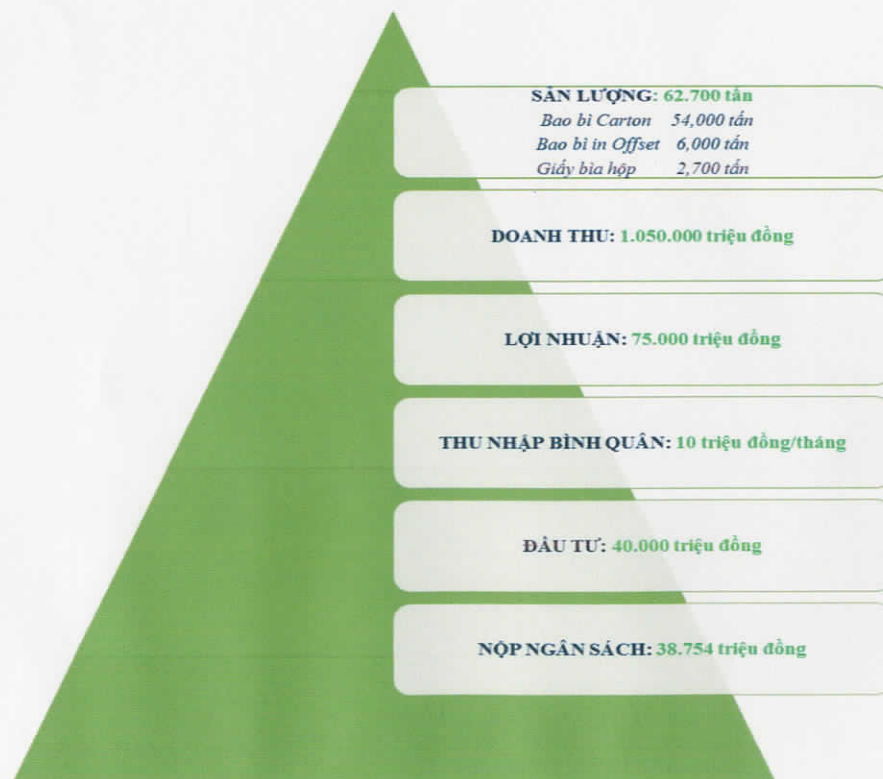 SẢN LƯỢNG: 62.700 tấn
Bao bì Carton 54,000 tấn
Bao bì in Offset 6,000 tấn
Giấy bìa hộp 2,700 tấn
DOANH THU: 1.050.000 triệu đồng
LỢI NHUẬN: 75.000 triệu đồng
THU NHẬP BÌNH QUÂN: 10 triệu đồng/tháng
ĐẦU TƯ: 40.000 triệu đồng
NỘP NGÂN SÁCH: 38.754 triệu đồng